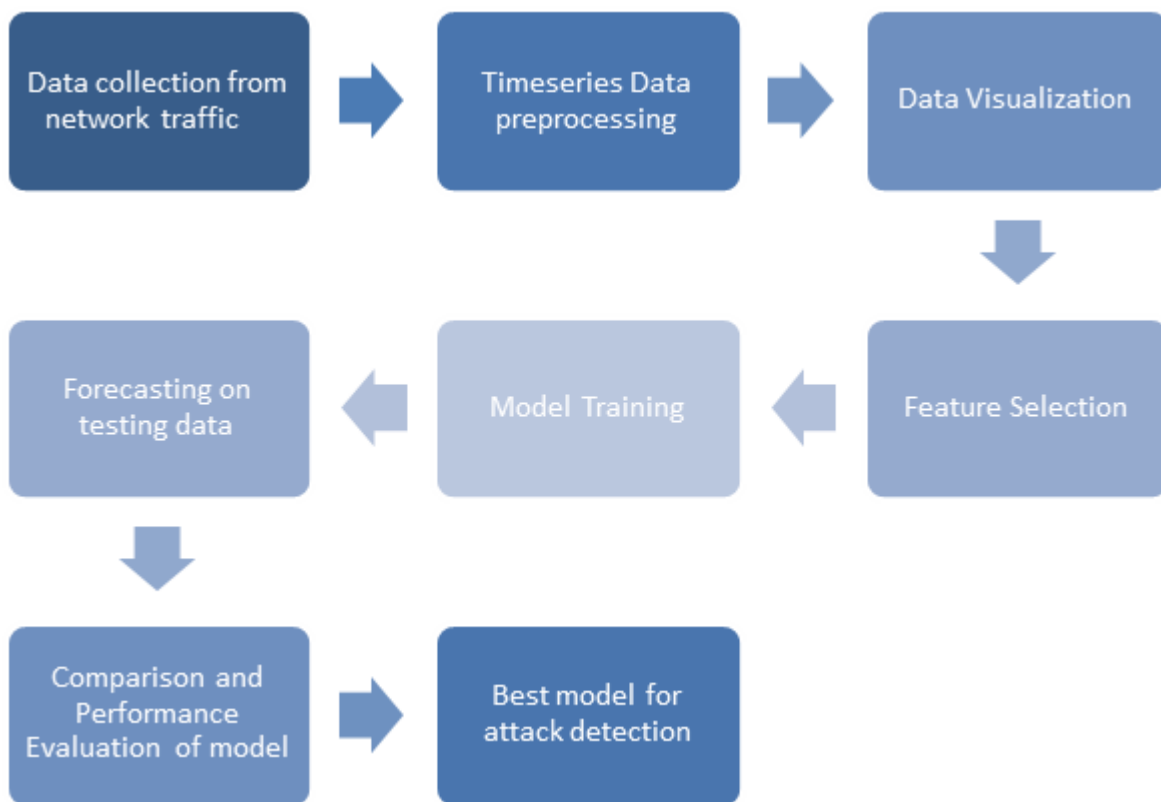 Data collection from
network traffic
Timeseries Data
preprocessing
Data Visualization
Feature Selection
Model Training
Forecasting on
testing data
Comparison and
Performance
Evaluation of model
Best model for
attack detection